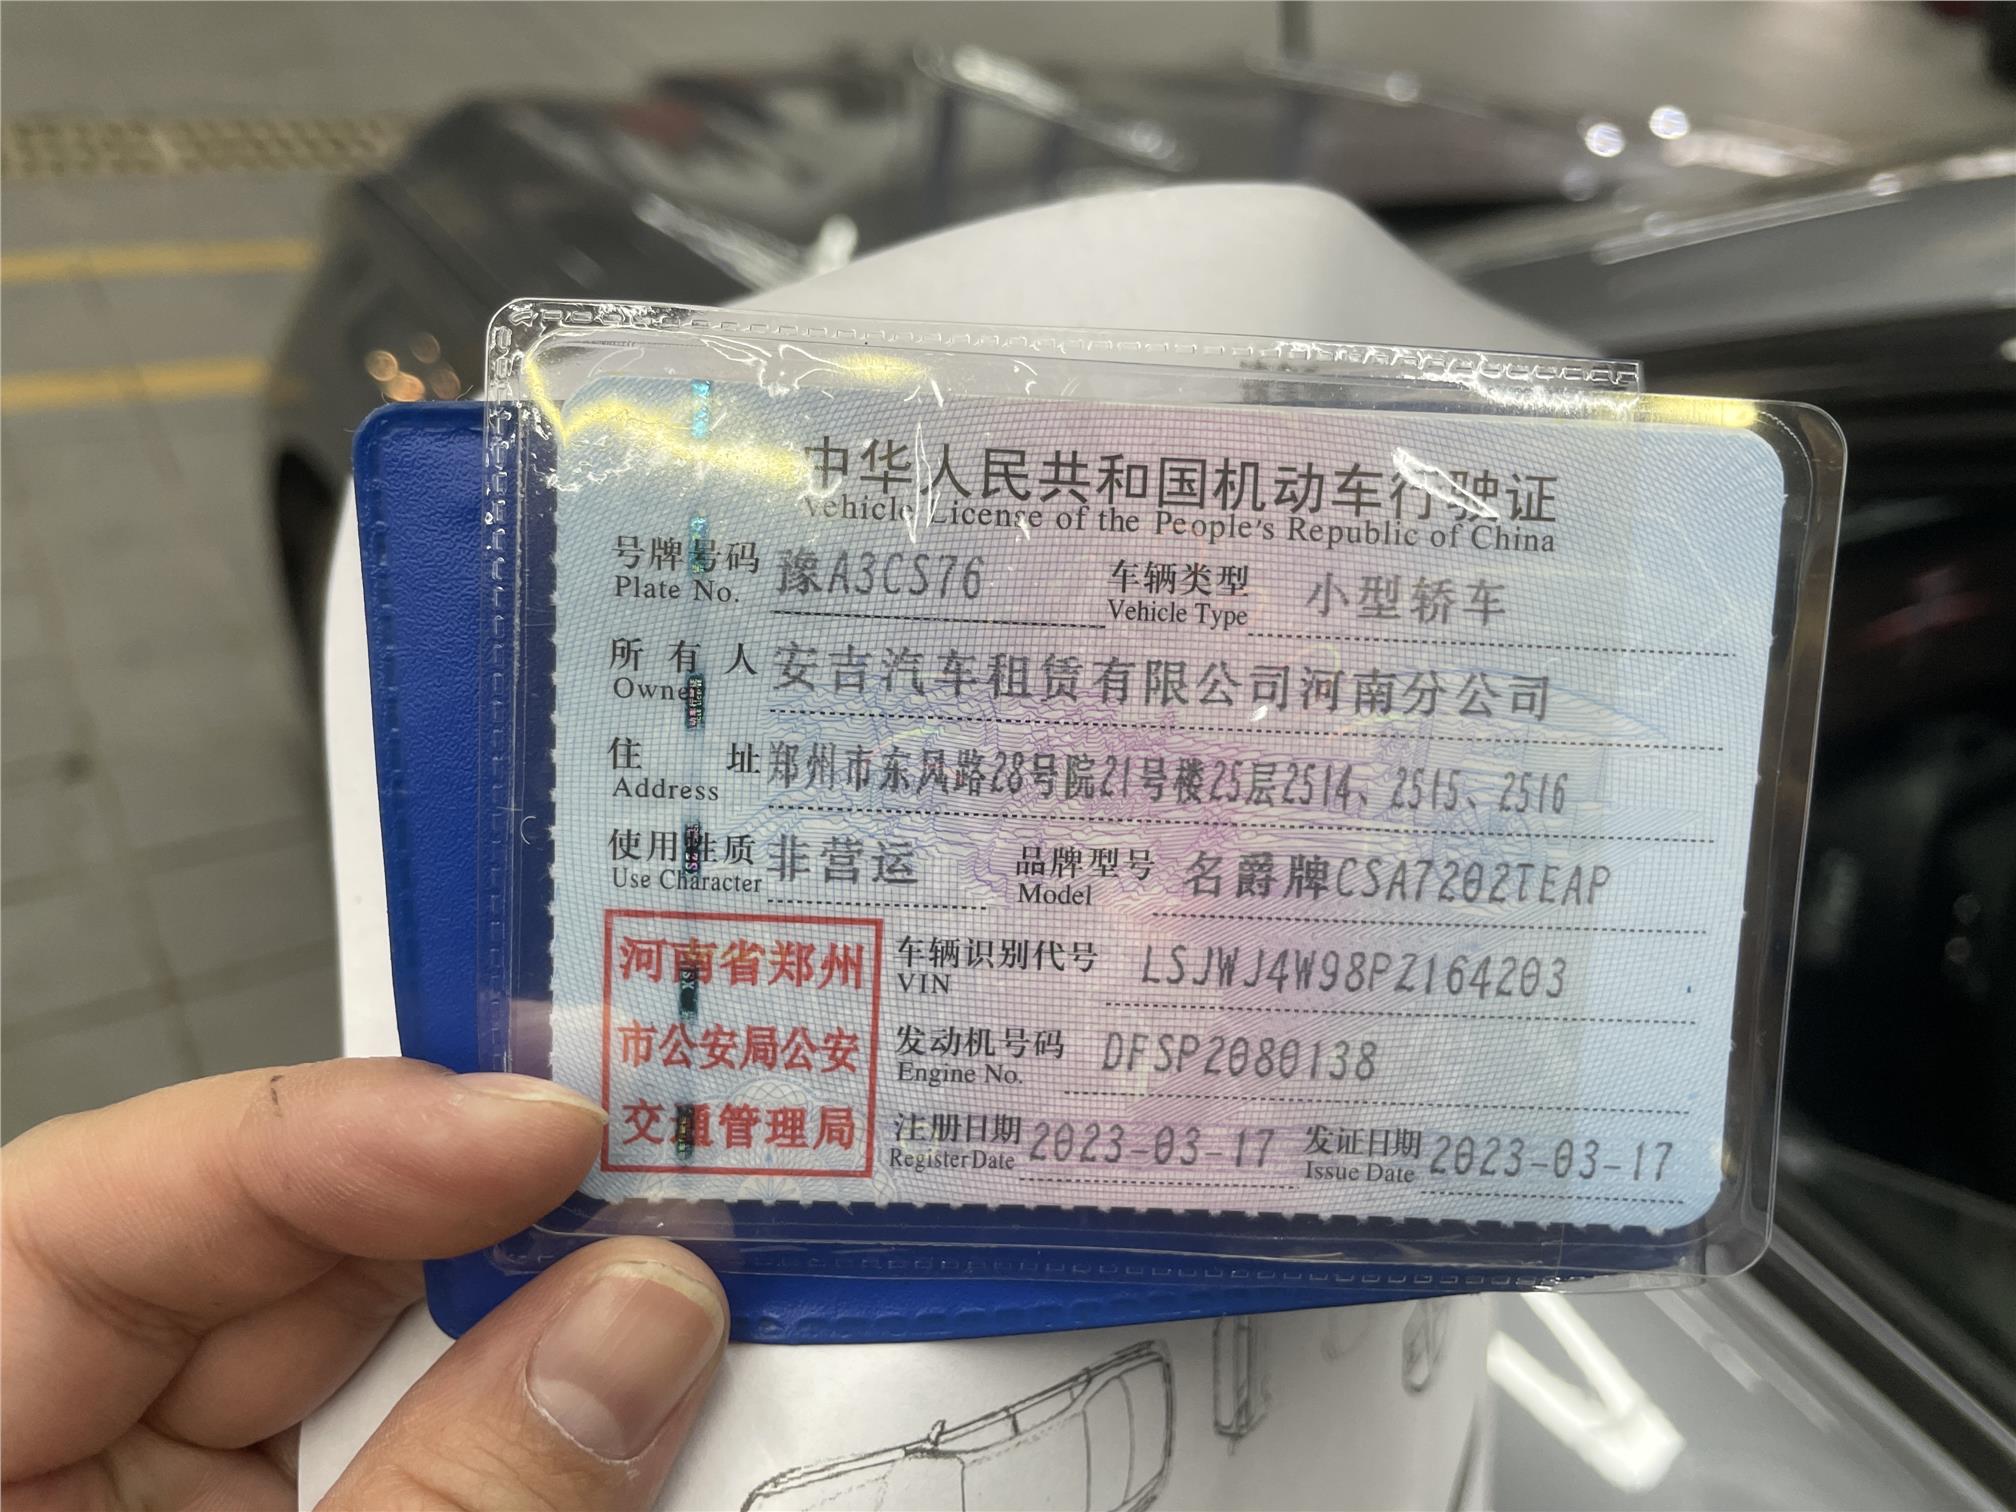 中华人民共和国机动车行驶证
Vehicle License of the People's Republic of China
号牌号码 豫A3CS76 车辆类型 小型轿车
Plate No. Vehicle Type
所有人 安吉汽车租赁有限公司河南分公司
Owner
住址 郑州市东风路28号院21号楼25层2514、2515、2516
Address
使用性质 非营运 品牌型号 名爵牌CSA7202TEAP
Use Character Model
河南省郑州
市公安局公安
交通管理局
车辆识别代号 LSJWJ4W98PZ164203
VIN
发动机号码 DFSP2080138
Engine No.
注册日期 2023-03-17 发证日期 2023-03-17
Register Date Issue Date